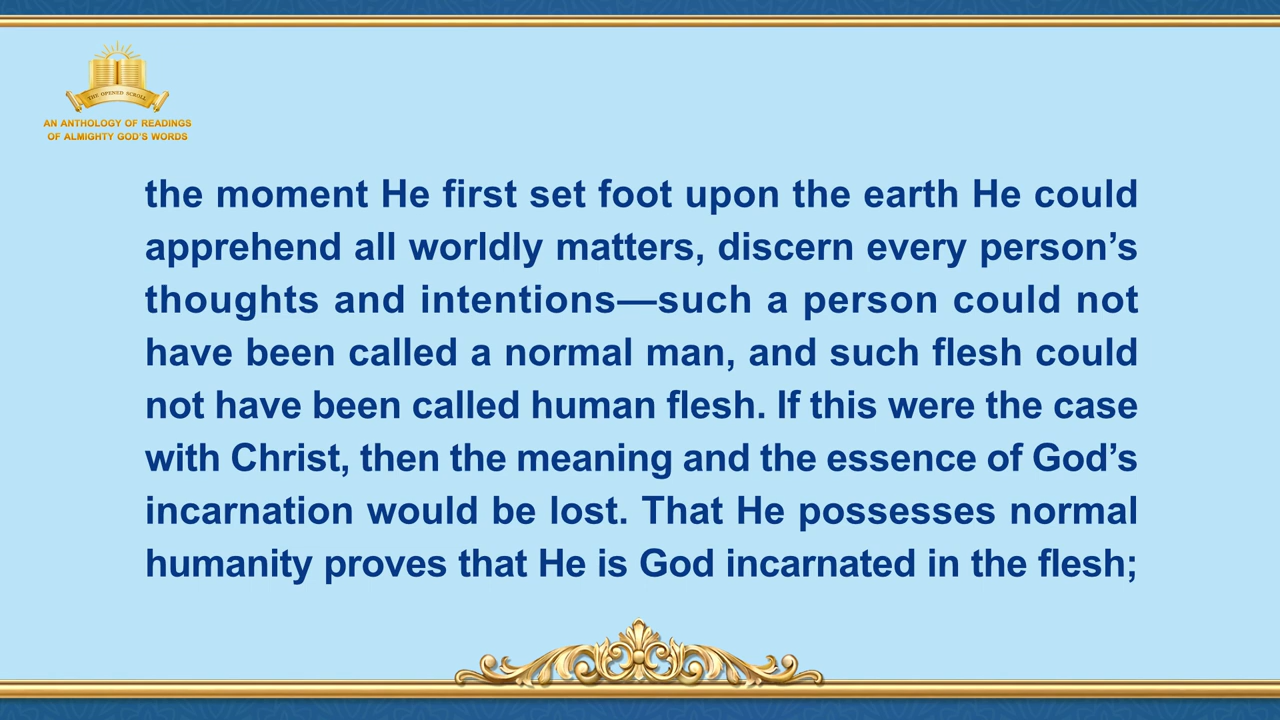 THE OPENED SCROLL
AN ANTHOLOGY OF READINGS
OF ALMIGHTY GOD'S WORDS
the moment He first set foot upon the earth He could
apprehend all worldly matters, discern every person’s
thoughts and intentions—such a person could not
have been called a normal man, and such flesh could
not have been called human flesh. If this were the case
with Christ, then the meaning and the essence of God’s
incarnation would be lost. That He possesses normal
humanity proves that He is God incarnated in the flesh;